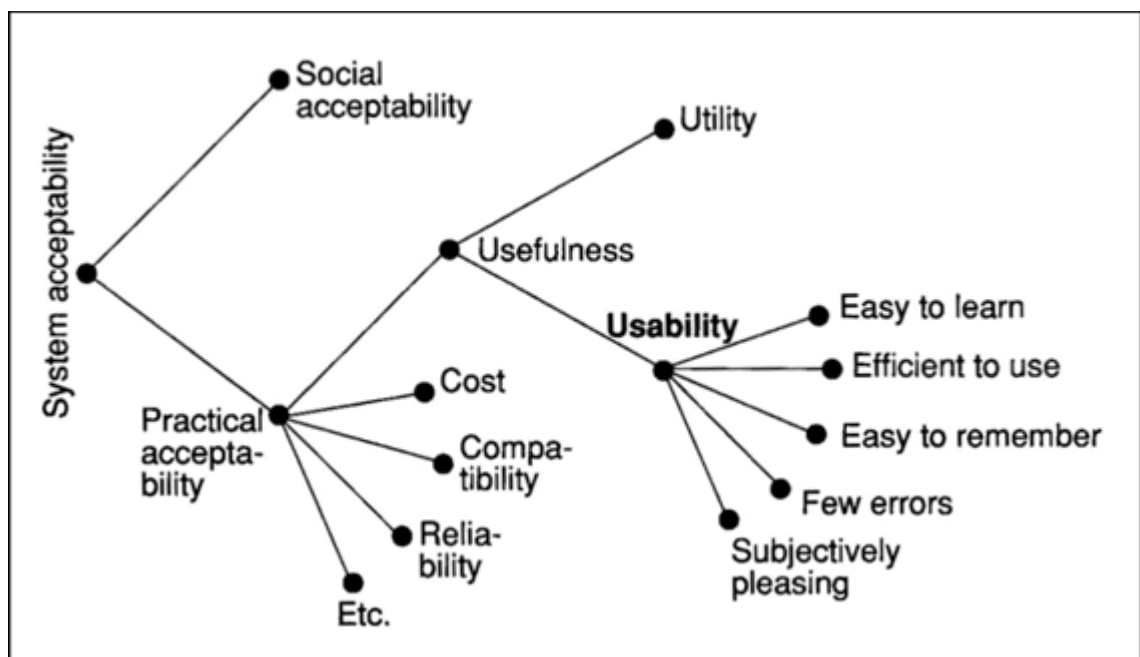 System acceptability
Social
acceptability
Utility
Usefulness
Usability
Easy to learn
Efficient to use
Easy to remember
Few errors
Subjectively
pleasing
Practical
accepta-
bility
Cost
Compa-
tibility
Relia-
bility
Etc.